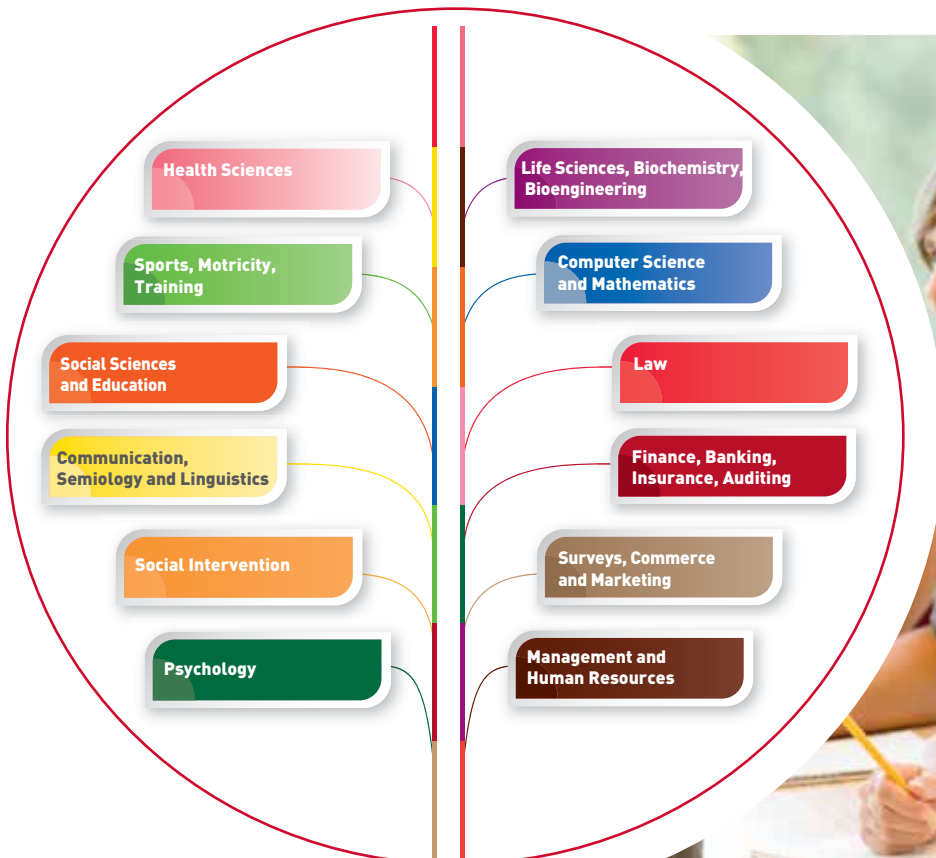 Health Sciences
Sports, Motricity,
Training
Social Sciences
and Education
Communication,
Semiology and Linguistics
Social Intervention
Psychology
Life Sciences, Biochemistry,
Bioengineering
Computer Science
and Mathematics
Law
Finance, Banking,
Insurance, Auditing
Surveys, Commerce
and Marketing
Management and
Human Resources